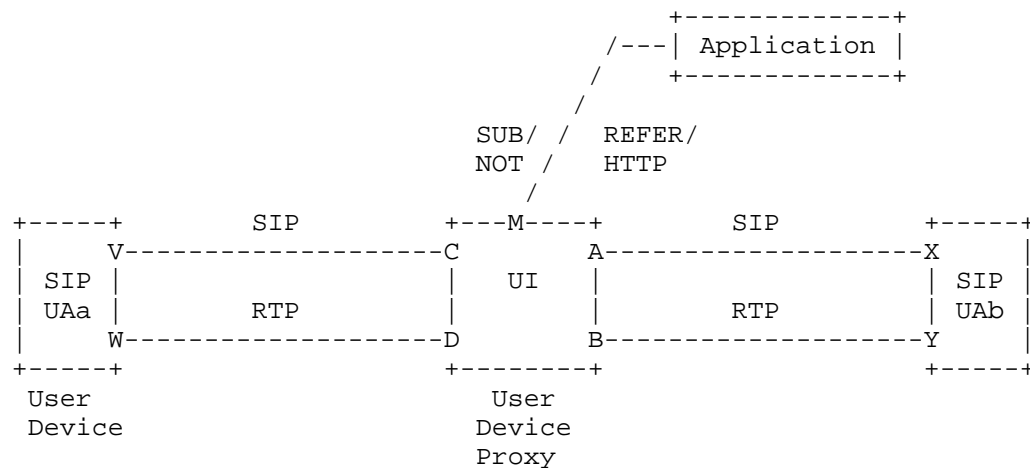 +-------------+
/---| Application |
/ +-------------+
/
SUB/ / REFER/
NOT / HTTP
/
+-----+ SIP +---M----+ SIP +-----+
| V----------------------C A----------------------X |
| SIP | | UI | | SIP |
| UAa | RTP | | RTP | UAb |
| W----------------------D B----------------------Y |
+-----+ +--------+ +-----+
User User
Device Device
Proxy